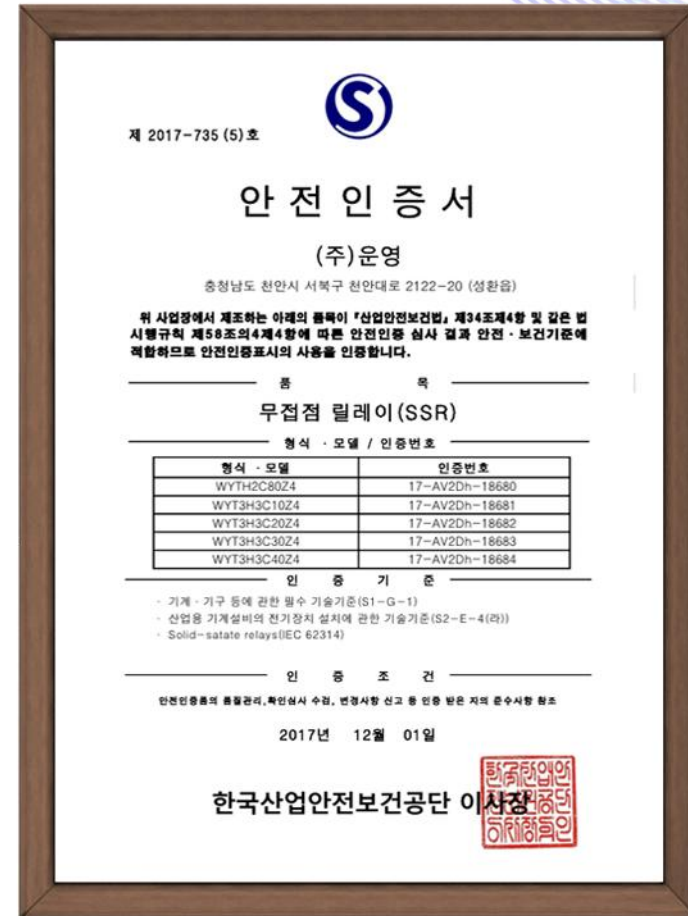 제 2017-735 (5)호
안 전 인 증 서
(주)운영
충청남도 천안시 서북구 천안대로 2122-20 (성환읍)
위 사업장에서 제조하는 아래의 품목이 『산업안전보건법』 제34조제4항 및 같은 법
시행규칙 제58조의4제4항에 따른 안전인증 심사 결과 안전 · 보건기준에
적합하므로 안전인증표시의 사용을 인증합니다.
품 목
무접점 릴레이(SSR)
형식 · 모델 / 인증번호
형식 · 모델 인증번호
WYTH2C80Z4 17-AV2Dh-18680
WYT3H3C10Z4 17-AV2Dh-18681
WYT3H3C20Z4 17-AV2Dh-18682
WYT3H3C30Z4 17-AV2Dh-18683
WYT3H3C40Z4 17-AV2Dh-18684
인 증 기 준
· 기계 · 기구 등에 관한 필수 기술기준(S1-G-1)
· 산업용 기계설비의 전기장치 설치에 관한 기술기준(S2-E-4(라))
· Solid-satate relays(IEC 62314)
인 증 조 건
안전인증품의 품질관리,확인심사 수검, 변경사항 신고 등 인증 받은 자의 준수사항 참조
2017년 12월 01일
한국산업안전보건공단 이사장